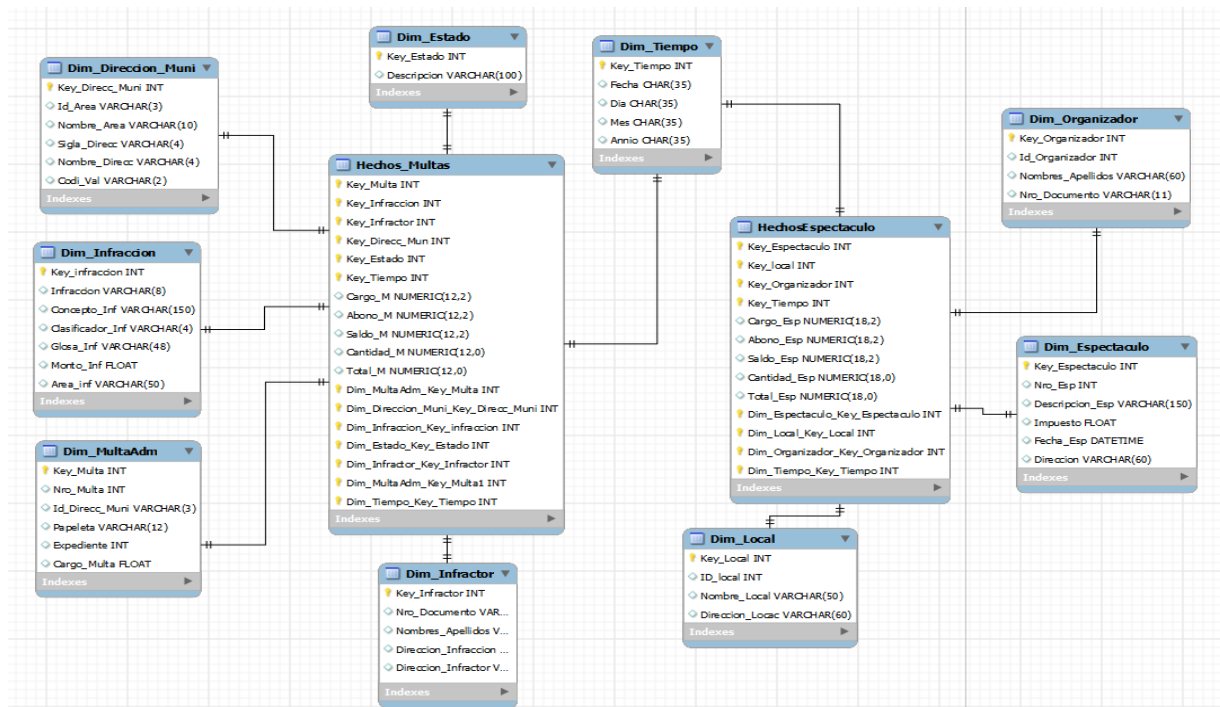 Dim_Estado
Key_Estado INT
Descripcion VARCHAR(100)
Indexes
Dim_Tiempo
Key_Tiempo INT
Fecha CHAR(35)
Dia CHAR(35)
Mes CHAR(35)
Annio CHAR(35)
Indexes
Dim_Direccion_Muni
Key_Direcc_Muni INT
Id_Area VARCHAR(3)
Nombre_Area VARCHAR(10)
Sigla_Direcc VARCHAR(4)
Nombre_Direcc VARCHAR(4)
Codi_Val VARCHAR(2)
Indexes
Dim_Organizador
Key_Organizador INT
Id_Organizador INT
Nombres_Apellidos VARCHAR(60)
Nro_Documento VARCHAR(11)
Indexes
Hechos_Multas
Key_Multa INT
Key_Infraccion INT
Key_Infractor INT
Key_Direcc_Mun INT
Key_Estado INT
Key_Tiempo INT
Cargo_M NUMERIC(12,2)
Abono_M NUMERIC(12,2)
Saldo_M NUMERIC(12,2)
Cantidad_M NUMERIC(12,0)
Total_M NUMERIC(12,0)
Dim_MultaAdm_Key_Multa INT
Dim_Direccion_Muni_Key_Direcc_Muni INT
Dim_Infraccion_Key_infraccion INT
Dim_Estado_Key_Estado INT
Dim_Infractor_Key_Infractor INT
Dim_MultaAdm_Key_Multa1 INT
Dim_Tiempo_Key_Tiempo INT
Indexes
HechosEspectaculo
Key_Espectaculo INT
Key_local INT
Key_Organizador INT
Key_Tiempo INT
Cargo_Esp NUMERIC(18,2)
Abono_Esp NUMERIC(18,2)
Saldo_Esp NUMERIC(18,2)
Cantidad_Esp NUMERIC(18,0)
Total_Esp NUMERIC(18,0)
Dim_Espectaculo_Key_Espectaculo INT
Dim_Local_Key_Local INT
Dim_Organizador_Key_Organizador INT
Dim_Tiempo_Key_Tiempo INT
Indexes
Dim_Infraccion
Key_infraccion INT
Infraccion VARCHAR(8)
Concepto_Inf VARCHAR(150)
Clasificador_Inf VARCHAR(4)
Glosa_Inf VARCHAR(48)
Monto_Inf FLOAT
Area_inf VARCHAR(50)
Indexes
Dim_Espectaculo
Key_Espectaculo INT
Nro_Esp INT
Descripcion_Esp VARCHAR(150)
Impuesto FLOAT
Fecha_Esp DATETIME
Direccion VARCHAR(60)
Indexes
Dim_MultaAdm
Key_Multa INT
Nro_Multa INT
Id_Direcc_Muni VARCHAR(3)
Papeleta VARCHAR(12)
Expediente INT
Cargo_Multa FLOAT
Indexes
Dim_Local
Key_Local INT
ID_local INT
Nombre_Local VARCHAR(50)
Direccion_Locac VARCHAR(60)
Indexes
Dim_Infractor
Key_Infractor INT
Nro_Documento VAR...
Nombres_Apellidos V...
Direccion_Infraccion ...
Direccion_Infractor V...
Indexes